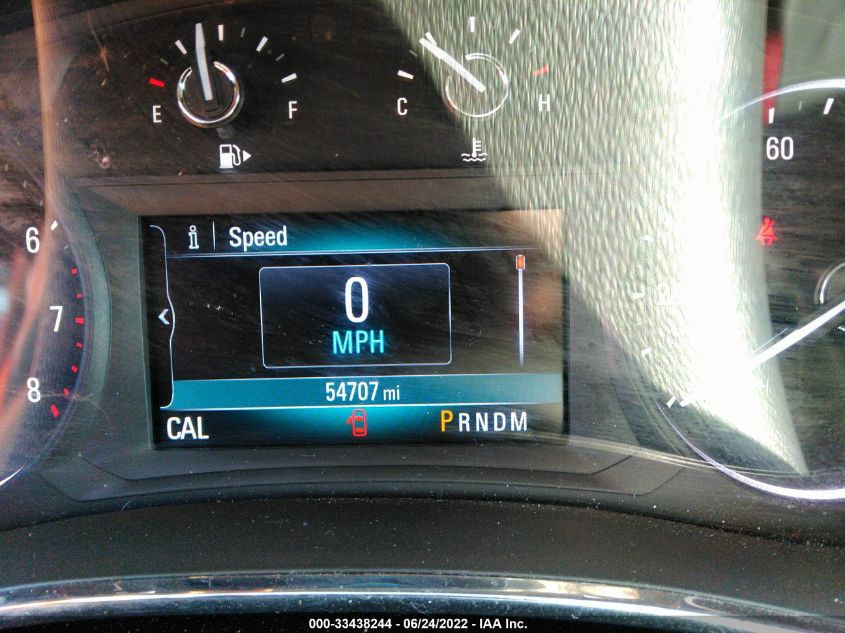 E F
C H
60
6
7
8
i Speed
0
MPH
54707 mi
CAL
PRNDM
000-33438244 - 06/24/2022 - IAA Inc.